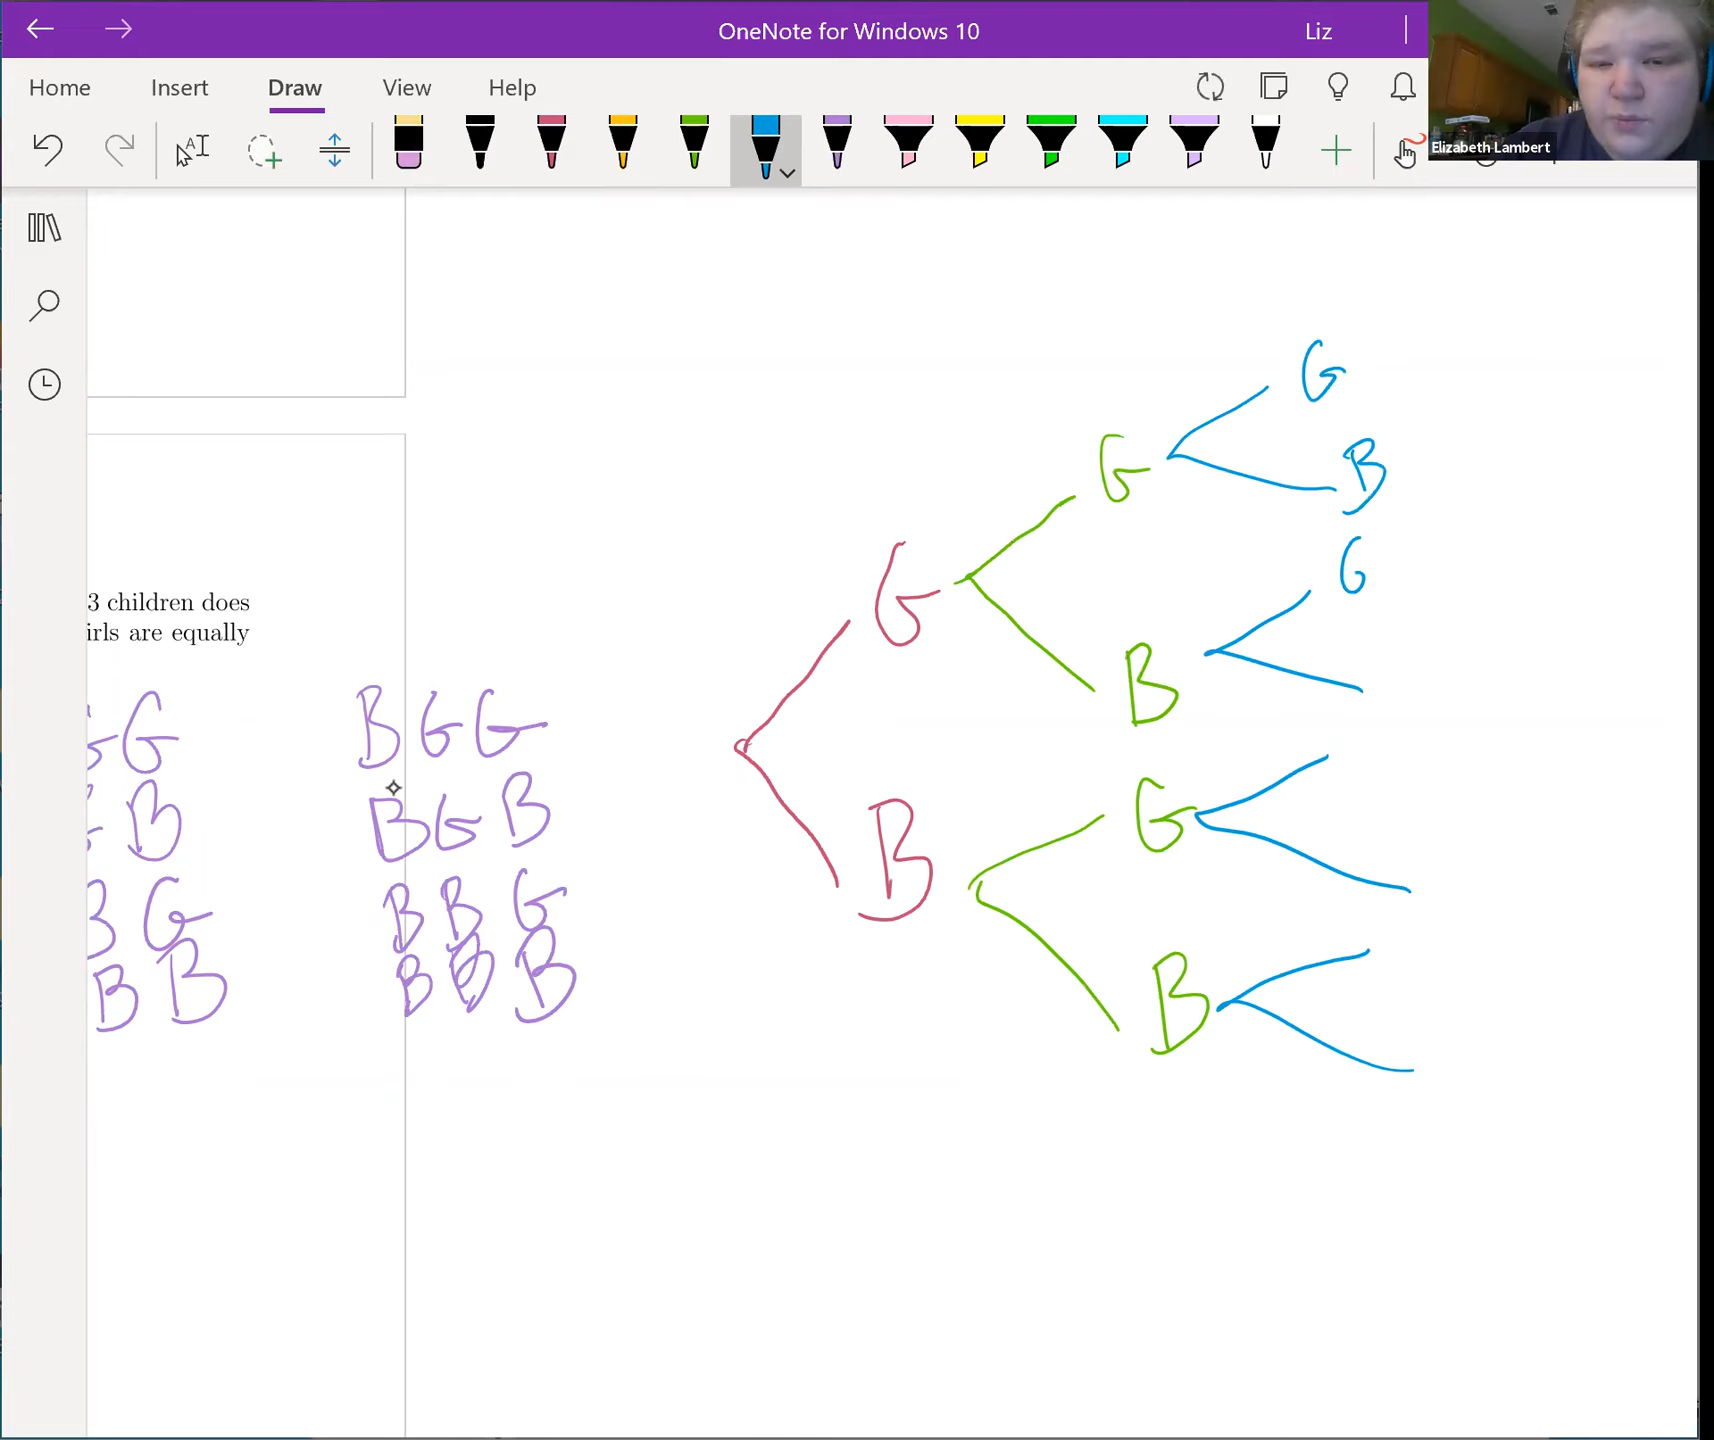 OneNote for Windows 10
Liz
Home Insert Draw View Help
Elizabeth Lambert
3 children does
irls are equally
G BGG
B BGB
G BBG
BB BBB
G B
G B G B
G B G